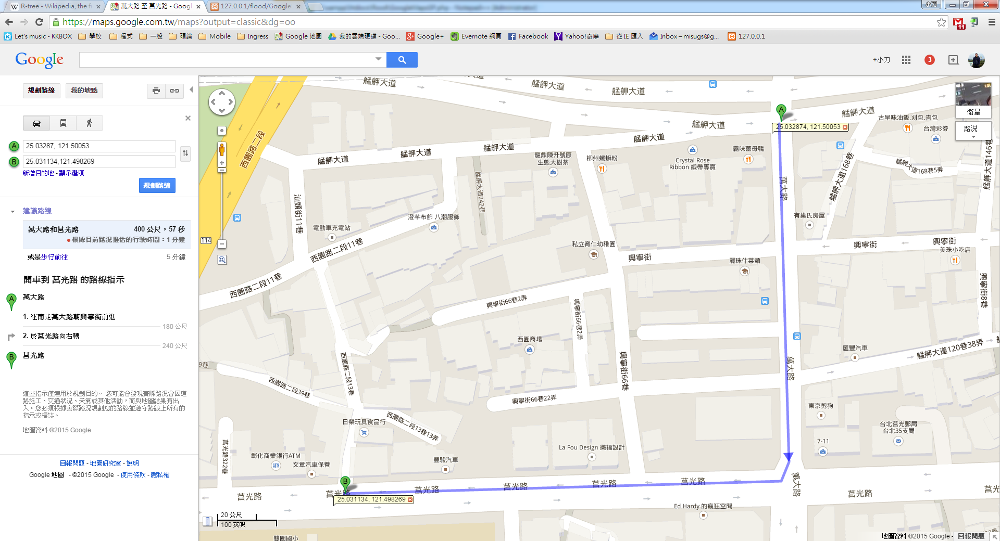 R-tree - Wikipedia, the f
萬大路 至 莒光路 - Googl
127.0.0.1/flood/Googlel
小刀
https://maps.google.com.tw/maps?output=classic&dg=oo
11
Let's music - KKBOX
學校
程式
一般
碩論
Mobile
Ingress
Google 地圖
我的雲端硬碟 - Goo...
Google+
Evernote 網頁
Facebook
Yahoo!奇摩
從 IE 匯入
Inbox – misugs@g...
127.0.0.1
Google
+小刀
3
規劃路線
我的地點
A 25.03287, 121.50053
B 25.031134,121.498269
新增目的地 - 顯示選項
規劃路線
建議路線
萬大路和莒光路 400 公尺，57 秒
根據目前路況推估的行駛時間：1 分鐘
或是步行前往 5 分鐘
開車到 莒光路 的路線指示
A 萬大路
1. 往南走萬大路朝興寧街前進
180 公尺
2. 於莒光路向右轉
240 公尺
B 莒光路
這些指示僅適用於規劃目的。 您可能會發現實際路況會因道
路施工、交通狀況、天氣或其他活動，而與地圖結果有出
入。您必須根據實際路況規劃您的路線並遵守路線上所有的
指示或標誌。
地圖資料 ©2015 Google
回報問題 - 地圖研究室 - 說明
Google 地圖 - ©2015 Google - 使用條款 - 隱私權
艋舺大道
艋舺大道
艋舺大道
艋舺大道
艋舺大道
A
25.032874, 121.50053
衛星
路況
古早味油飯.刈包.肉包
台灣彩券
西園路二段
艋舺大道
艋舺大道
艋舺大道
艋舺大道
龍鼎陳升號原
生態大樹茶
柳州螺螄粉
Crystal Rose
Ribbon 緞帶專賣
霸味薑母鴨
艋舺大道168巷
艋舺大道168巷5弄
艋舺大道146巷
萬大路
艋舺大道242巷
汕頭街11巷
澄芊布飾 八潮服飾
電動車充電站
有巢氏房屋
114
西園路二段11巷
西園路二段11巷
私立育仁幼稚園
興寧街
興寧街
興寧街
美珠小吃店
麗珠什菜麵
興寧街8巷
興寧街66巷2弄
興寧街66巷2弄
西園商場
匯豐汽車
艋舺大道120巷38弄
9巷
西園路二段13巷
興寧街66巷
萬大路
西園路二段39巷
興寧街66巷22弄
東京剪狗
日榮玩具食品行
西園路二段13巷13弄
台北莒光郵局
台北35支局
7-11
莒光路322巷
La Fou Design 樂福設計
彰化商業銀行ATM
ATM
文章汽車保養
豐駿汽車
B
25.031134, 121.498269
莒光路
莒光路
莒光路
莒光路
莒光路
莒光路
莒光路
莒光
萬大路
Ed Hardy 的瘋狂空間
20 公尺
100 英呎
雙園國小
地圖資料 ©2015 Google - 回報問題